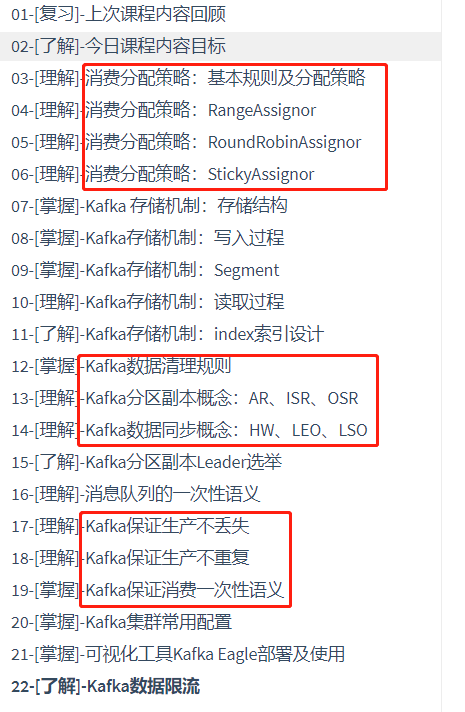 01-[复习]-上次课程内容回顾
02-[了解]-今日课程内容目标
03-[理解]-消费分配策略：基本规则及分配策略
04-[理解]-消费分配策略：RangeAssignor
05-[理解]-消费分配策略：RoundRobinAssignor
06-[理解]-消费分配策略：StickyAssignor
07-[掌握]-Kafka 存储机制：存储结构
08-[掌握]-Kafka存储机制：写入过程
09-[掌握]-Kafka存储机制：Segment
10-[理解]-Kafka存储机制：读取过程
11-[了解]-Kafka存储机制：index索引设计
12-[掌握]-Kafka数据清理规则
13-[理解]-Kafka分区副本概念：AR、ISR、OSR
14-[理解]-Kafka数据同步概念：HW、LEO、LSO
15-[了解]-Kafka分区副本Leader选举
16-[理解]-消息队列的一次性语义
17-[理解]-Kafka保证生产不丢失
18-[理解]-Kafka保证生产不重复
19-[掌握]-Kafka保证消费一次性语义
20-[掌握]-Kafka集群常用配置
21-[掌握]-可视化工具Kafka Eagle部署及使用
22-[了解]-Kafka数据限流